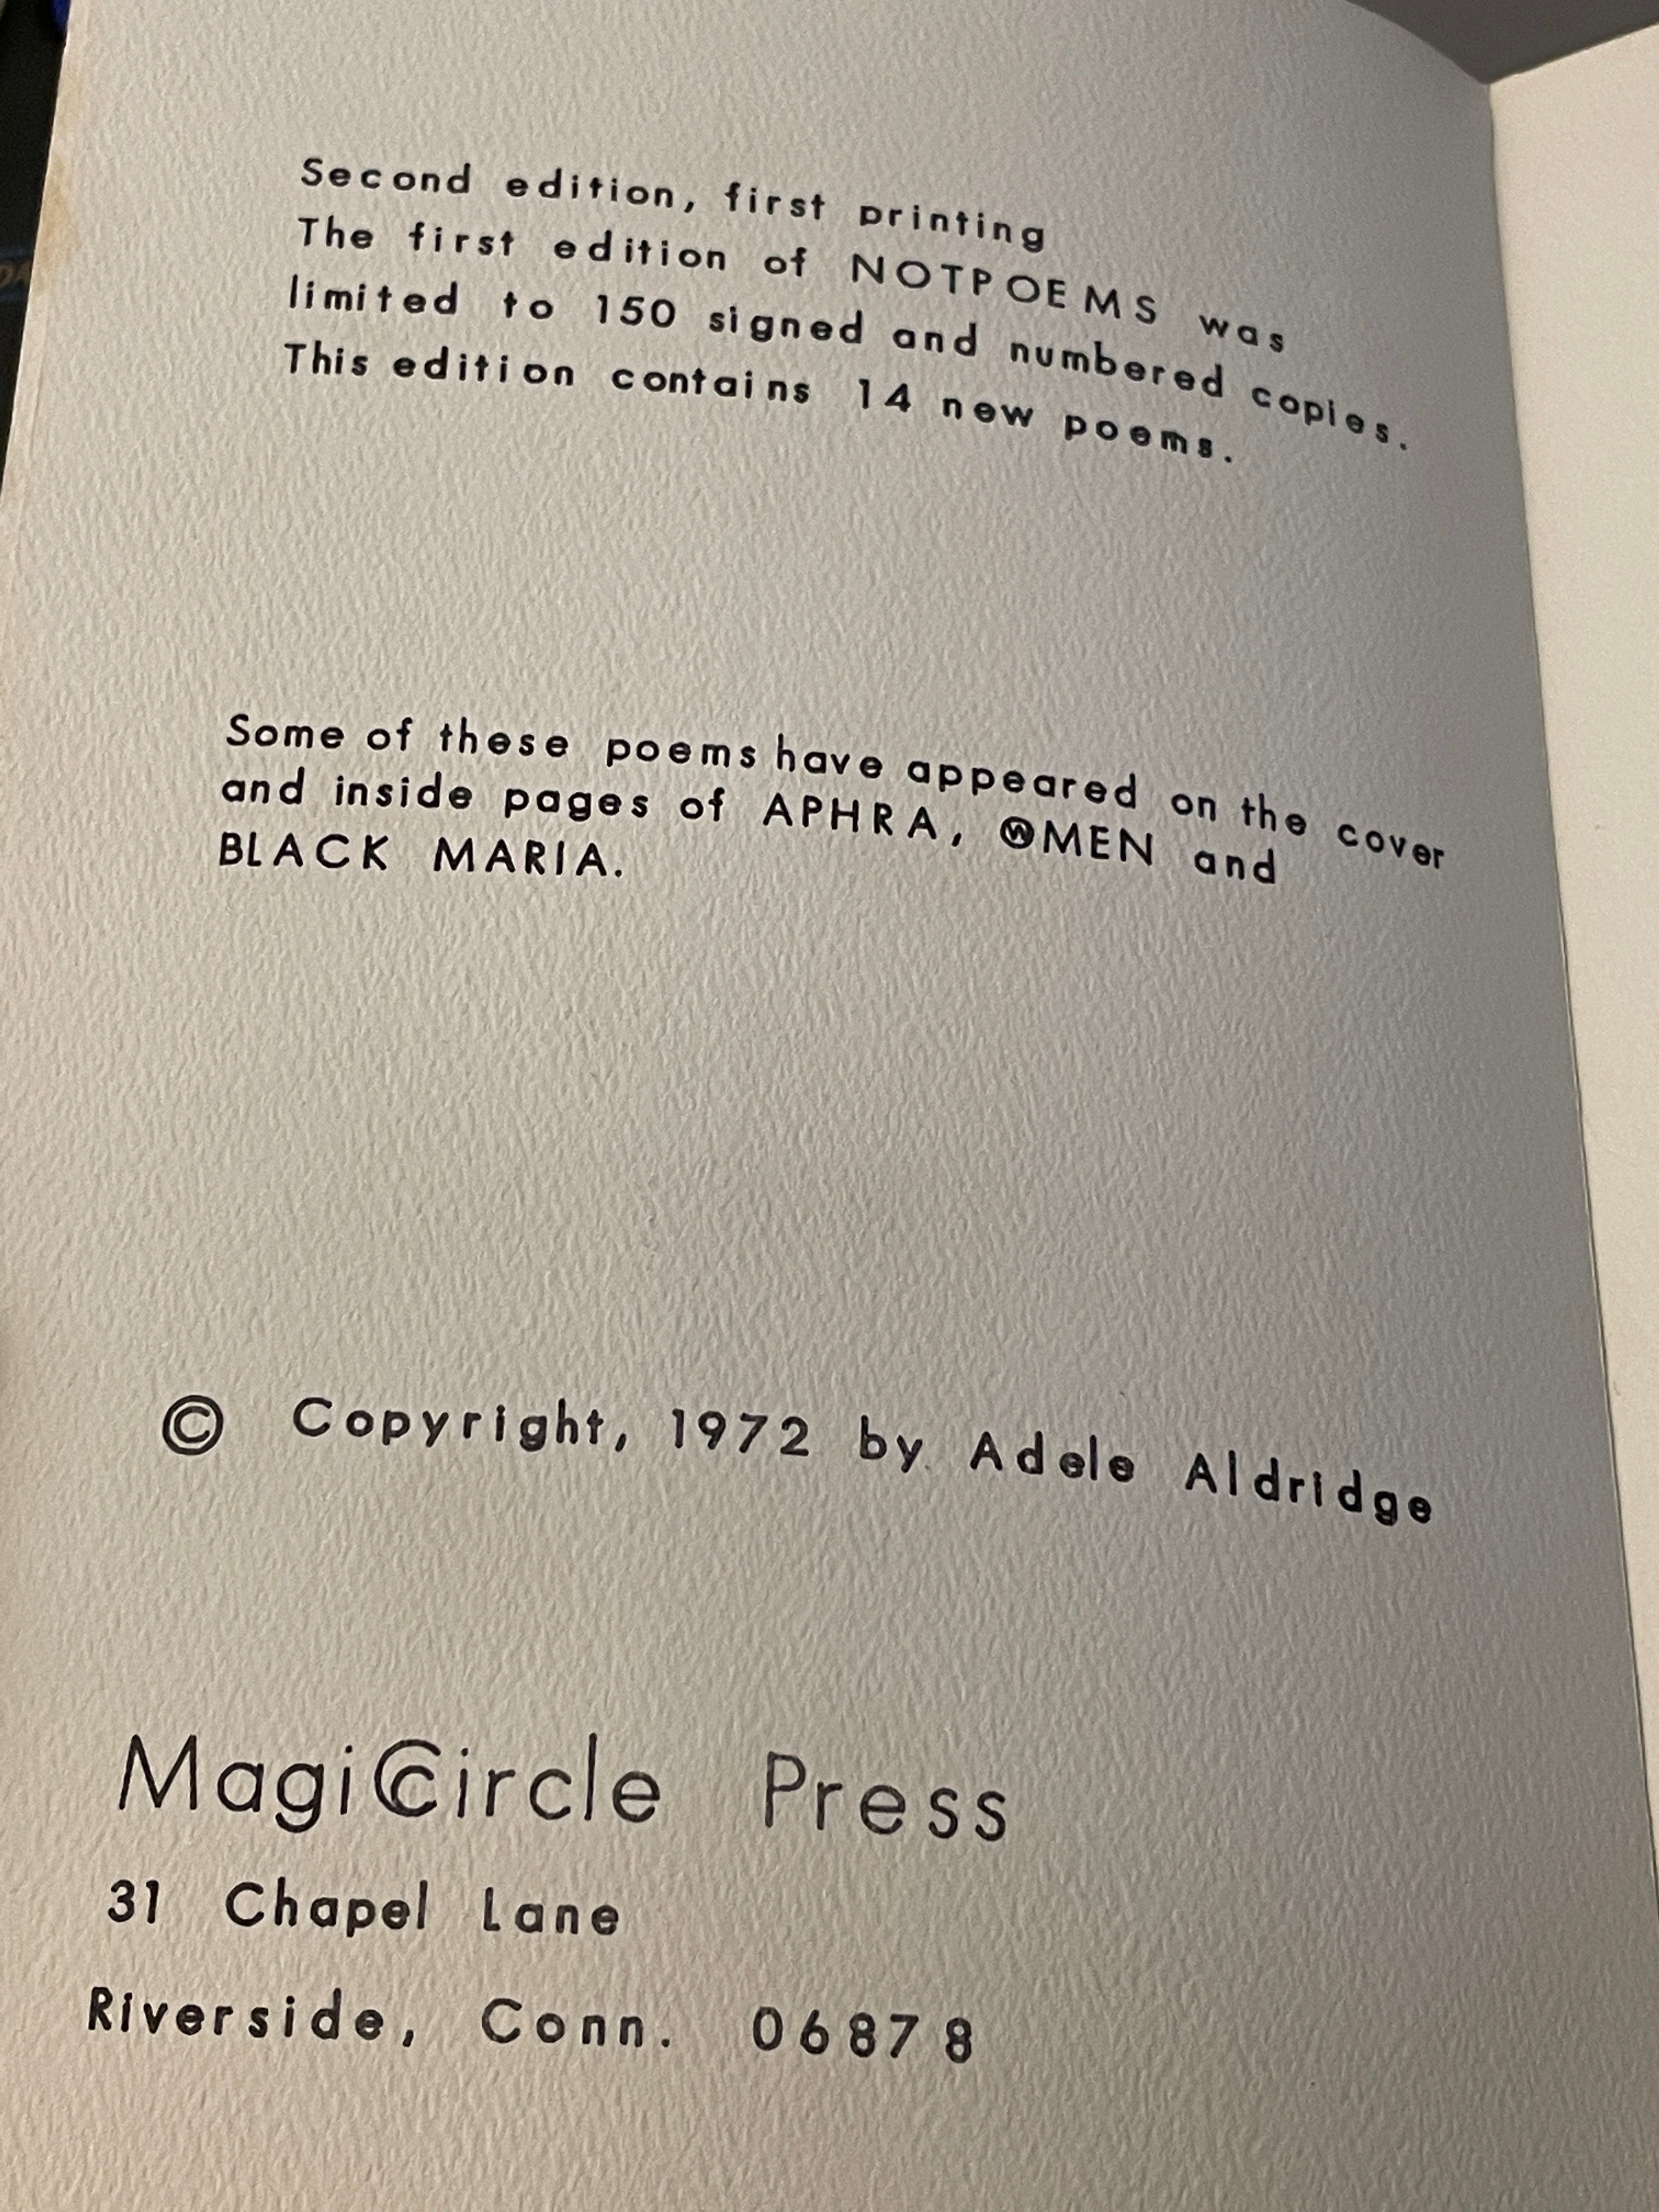 Second edition, first printing
The first edition of NOTPOEMS was
limited to 150 signed and numbered copies.
This edition contains 14 new poems.
Some of these poems have appeared on the cover
and inside pages of APHRA, ⓌMEN and
BLACK MARIA.
© Copyright, 1972 by Adele Aldridge
MagiCircle Press
31 Chapel Lane
Riverside, Conn. 06878